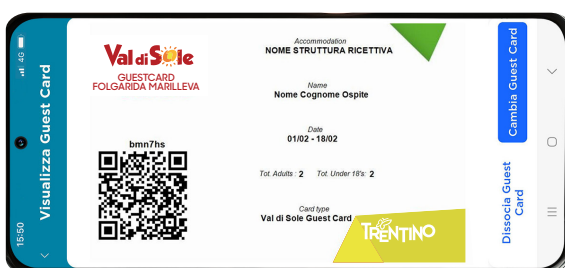 15:50
4G
Visualizza Guest Card
Val di Sole
GUESTCARD
FOLGARIDA MARILLEVA
bmn7hs
Accommodation
NOME STRUTTURA RICETTIVA
Name
Nome Cognome Ospite
Date
01/02 - 18/02
Tot. Adults : 2 Tot. Under 18's: 2
Card type
Val di Sole Guest Card
TRENTINO
Cambia Guest Card
Dissocia Guest
Card